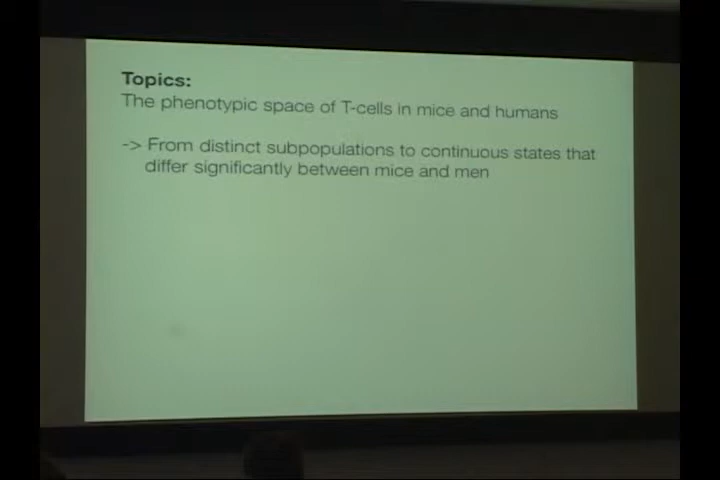 Topics:
The phenotypic space of T-cells in mice and humans
-> From distinct subpopulations to continuous states that
differ significantly between mice and men